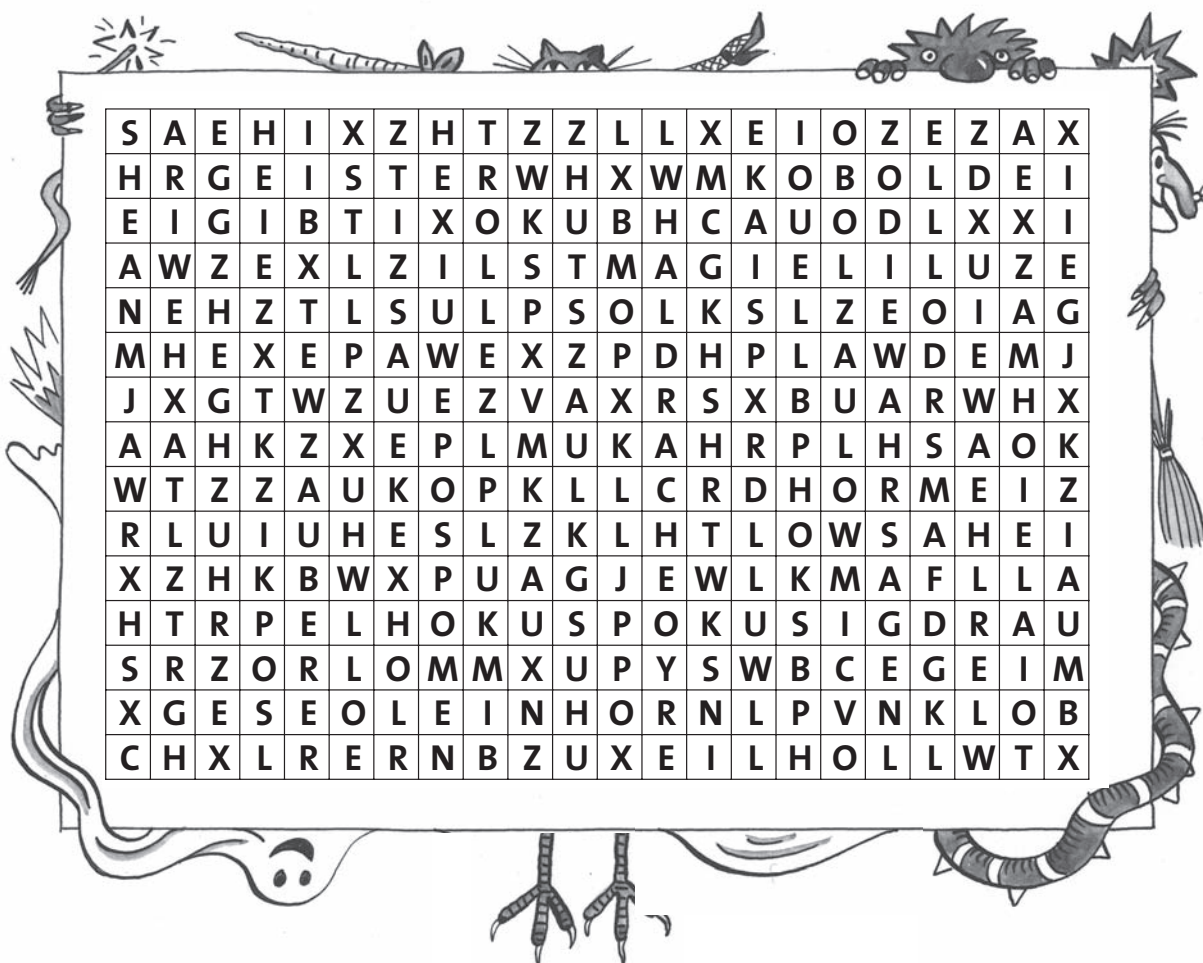 S A E H I X Z H T Z Z L L X E I O Z E Z A X
H R G E I S T E R W H X W M K O B O L D E I
E I G I B T I X O K U B H C A U O D L X X I
A W Z E X L Z I L S T M A G I E L I L U Z E
N E H Z T L S U L P S O L K S L Z E O I A G
M H E X E P A W E X Z P D H P L A W D E M J
J X G T W Z U E Z V A X R S X B U A R W H X
A A H K Z X E P L M U K A H R P L H S A O K
W T Z Z A U K O P K L L C R D H O R M E I Z
R L U I U H E S L Z K L H T L O W S A H E I
X Z H K B W X P U A G J E W L K M A F L L A
H T R P E L H O K U S P O K U S I G D R A U
S R Z O R L O M M X U P Y S W B C E G E I M
X G E S E O L E I N H O R N L P V N K L O B
C H X L R E R N B Z U X E I L H O L L W T X